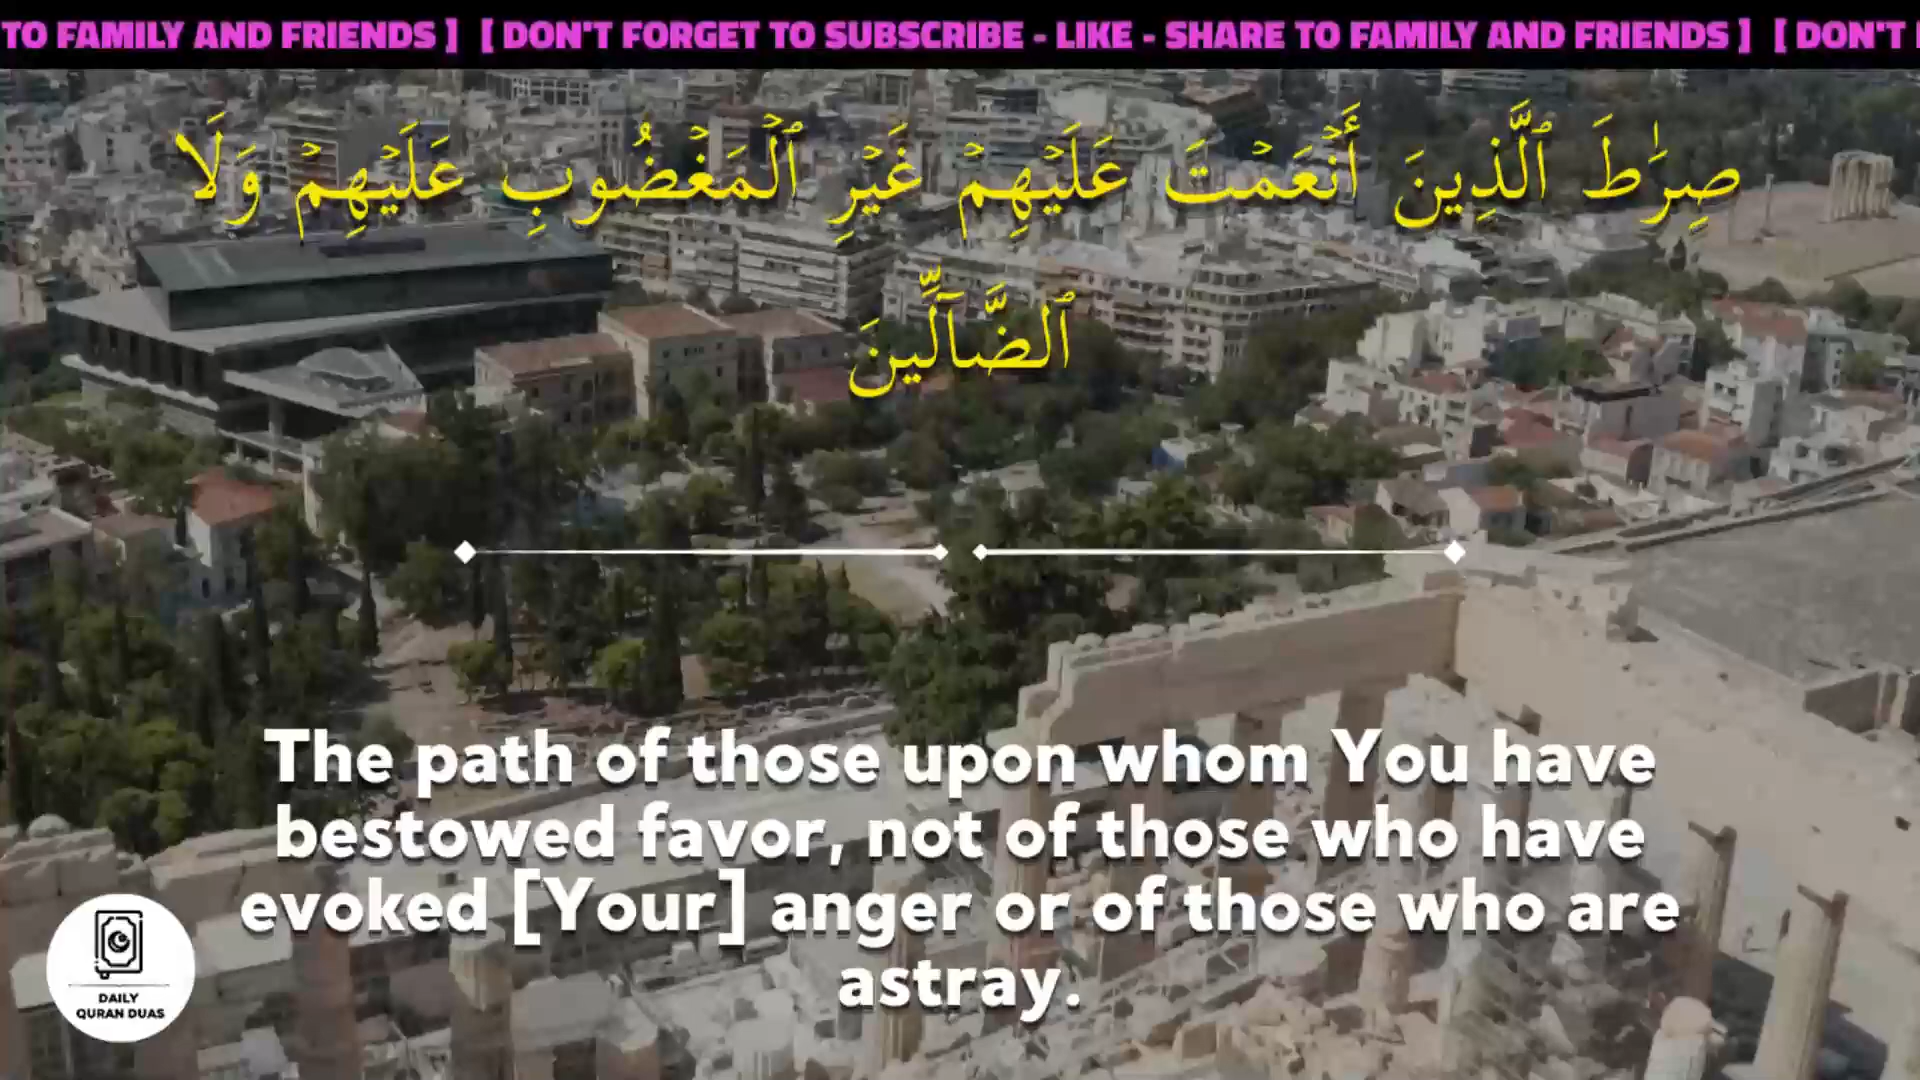 TO FAMILY AND FRIENDS ] [ DON'T FORGET TO SUBSCRIBE - LIKE - SHARE TO FAMILY AND FRIENDS ] [ DON'T
صِرَٰطَ ٱلَّذِينَ أَنۡعَمۡتَ عَلَيۡهِمۡ غَيۡرِ ٱلۡمَغۡضُوبِ عَلَيۡهِمۡ وَلَا
ٱلضَّآلِّينَ
The path of those upon whom You have
bestowed favor, not of those who have
evoked [Your] anger or of those who are
astray.
DAILY
QURAN DUAS